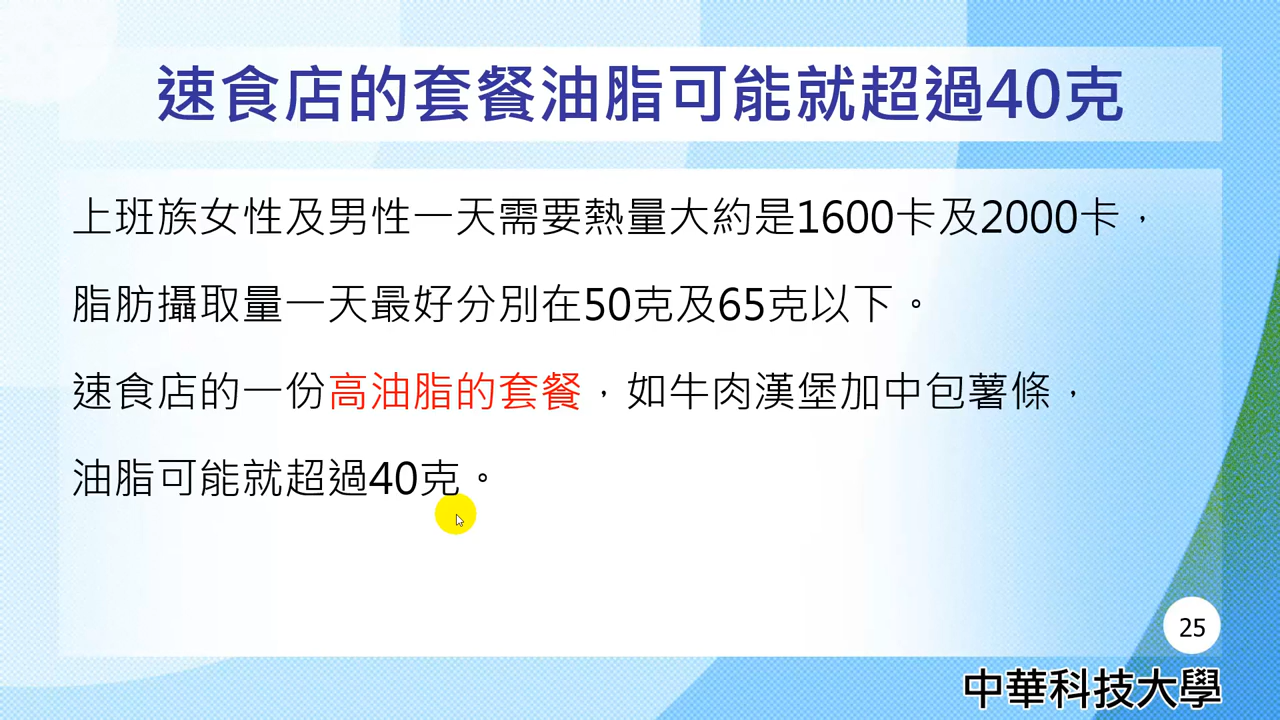 速食店的套餐油脂可能就超過40克
上班族女性及男性一天需要熱量大約是1600卡及2000卡，
脂肪攝取量一天最好分別在50克及65克以下。
速食店的一份高油脂的套餐，如牛肉漢堡加中包薯條，
油脂可能就超過40克。
25
中華科技大學